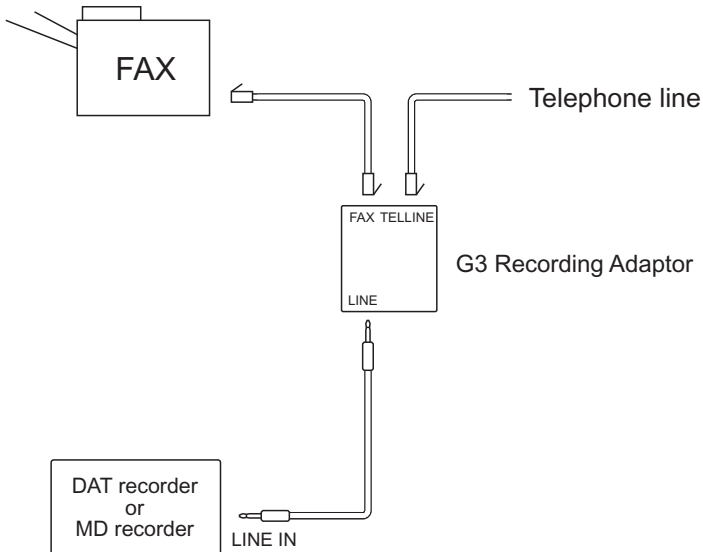 FAX
Telephone line
FAX TELLINE
G3 Recording Adaptor
LINE
DAT recorder
or
MD recorder
LINE IN